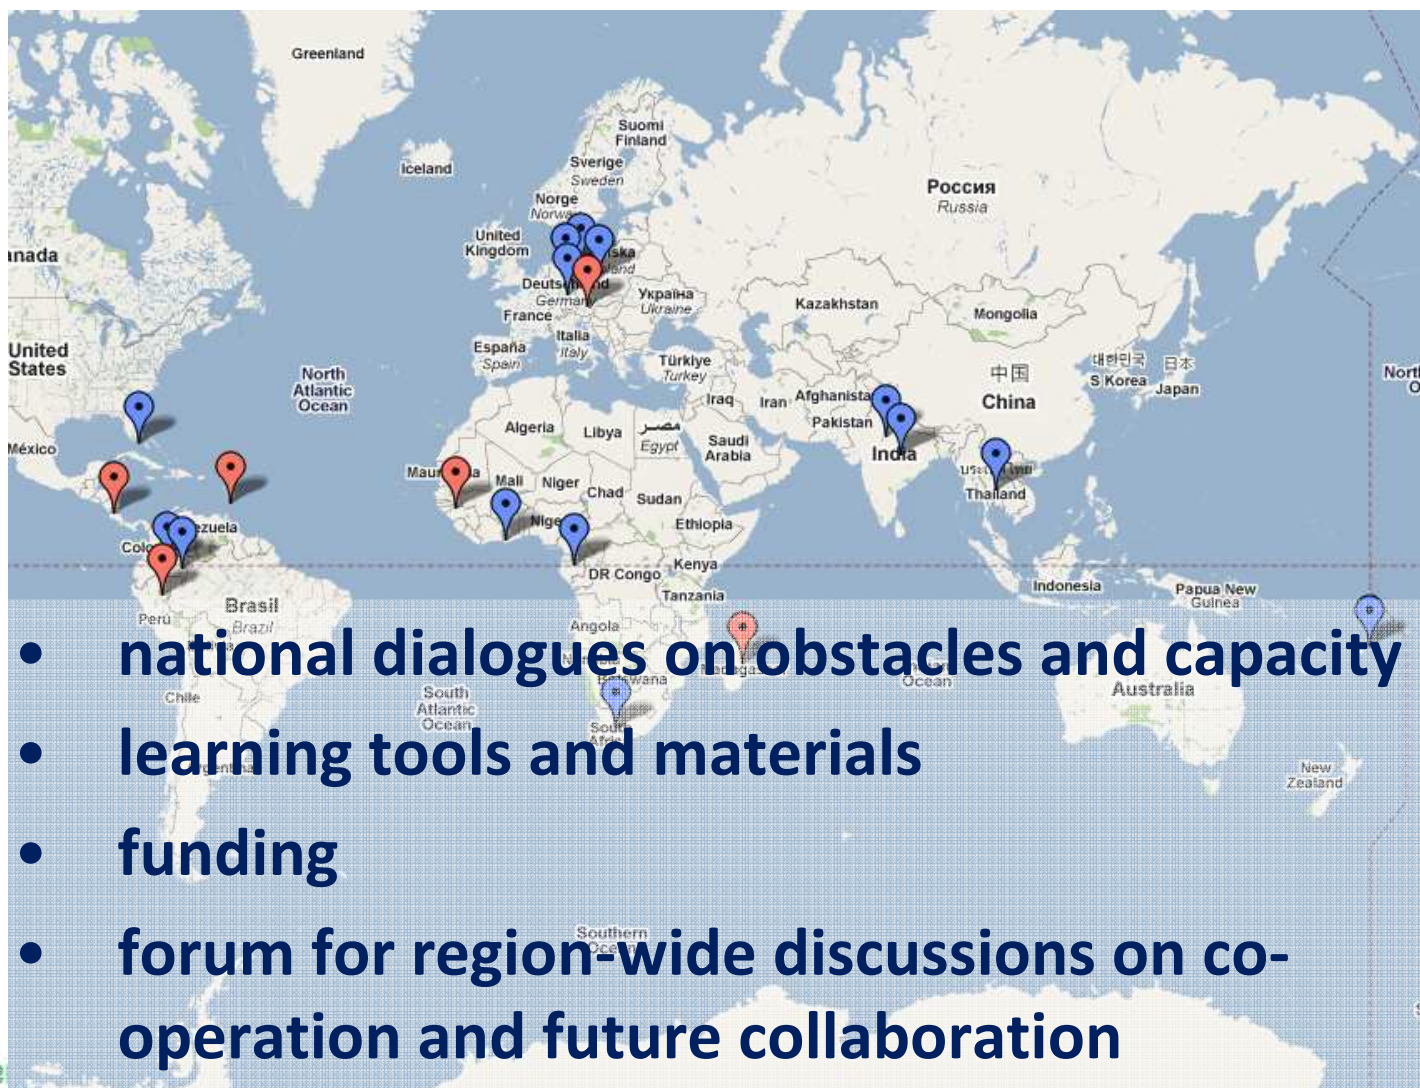 Greenland
Suomi
Finland
Iceland
Sverige
Sweden
Россия
Russia
Norge
United
Kingdom
France
Україна
Ukraine
Kazakhstan
Mongolia
Italia
Italy
España
Spain
Türkiye
Turkey
United
States
North
Atlantic
Ocean
中国
China
대한민국
S Korea
日本
Japan
Iraq
Iran
Pakistan
Algeria
Libya
مصر
Egypt
Saudi
Arabia
México
India
Mali
Niger
Chad
Sudan
Thailand
Ethiopia
DR Congo
Kenya
Tanzania
Indonesia
Papua New
Guinea
Brasil
Brazil
Perú
Angola
• national dialogues on obstacles and capacity
Botswana
Ocean
Australia
Chile
South
Atlantic
Ocean
• learning tools and materials
New
Zealand
• funding
Southern
• forum for region-wide discussions on co-
operation and future collaboration